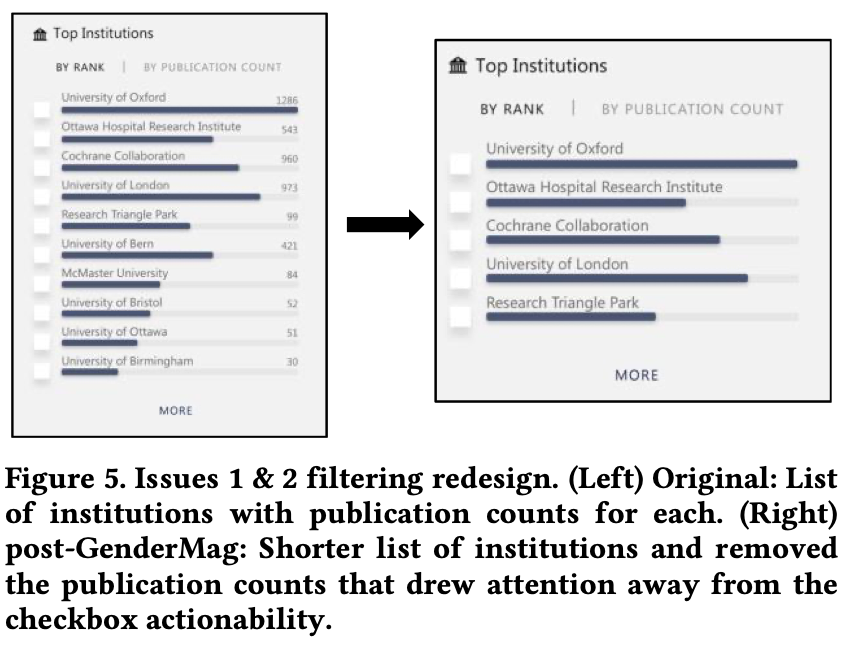 Top Institutions
BY RANK | BY PUBLICATION COUNT
University of Oxford 1286
Ottawa Hospital Research Institute 543
Cochrane Collaboration 960
University of London 973
Research Triangle Park 99
University of Bern 421
McMaster University 84
University of Bristol 52
University of Ottawa 51
University of Birmingham 30
MORE
Top Institutions
BY RANK | BY PUBLICATION COUNT
University of Oxford
Ottawa Hospital Research Institute
Cochrane Collaboration
University of London
Research Triangle Park
MORE
Figure 5. Issues 1 & 2 filtering redesign. (Left) Original: List
of institutions with publication counts for each. (Right)
post-GenderMag: Shorter list of institutions and removed
the publication counts that drew attention away from the
checkbox actionability.